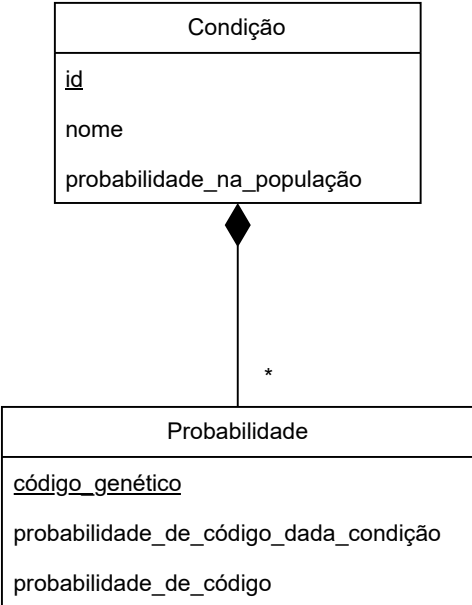 Condição
id
nome
probabilidade_na_população
*
Probabilidade
código_genético
probabilidade_de_código_dada_condição
probabilidade_de_código